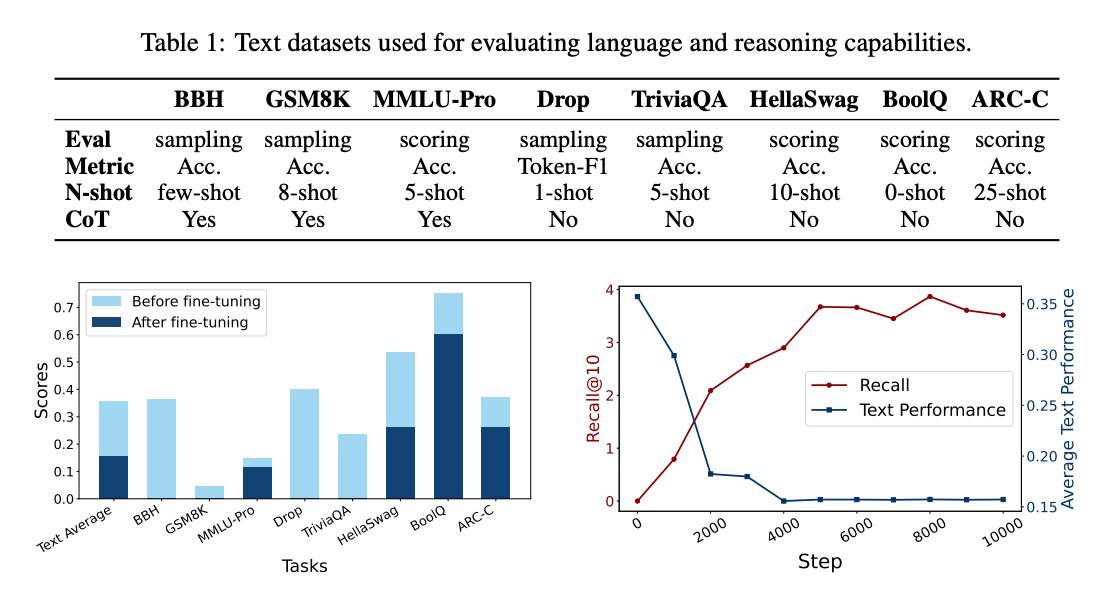 Table 1: Text datasets used for evaluating language and reasoning capabilities.
BBH GSM8K MMLU-Pro Drop TriviaQA HellaSwag BoolQ ARC-C
Eval sampling sampling scoring sampling sampling scoring scoring scoring
Metric Acc. Acc. Acc. Token-F1 Acc. Acc. Acc. Acc.
N-shot few-shot 8-shot 5-shot 1-shot 5-shot 10-shot 0-shot 25-shot
CoT Yes Yes Yes No No No No No
Before fine-tuning
After fine-tuning
Scores
0.7
0.6
0.5
0.4
0.3
0.2
0.1
0.0
Text Average
BBH
GSM8K
MMLU-Pro
Drop
TriviaQA
HellaSwag
BoolQ
ARC-C
Tasks
Recall@10
4
3
2
1
0
Recall
Text Performance
0.35
0.30
0.25
0.20
0.15
Average Text Performance
0
2000
4000
6000
8000
10000
Step